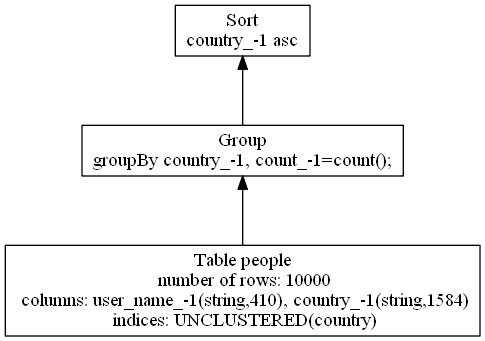 Sort
country_-1 asc
Group
groupBy country_-1, count_-1=count();
Table people
number of rows: 10000
columns: user_name_-1(string,410), country_-1(string,1584)
indices: UNCLUSTERED(country)